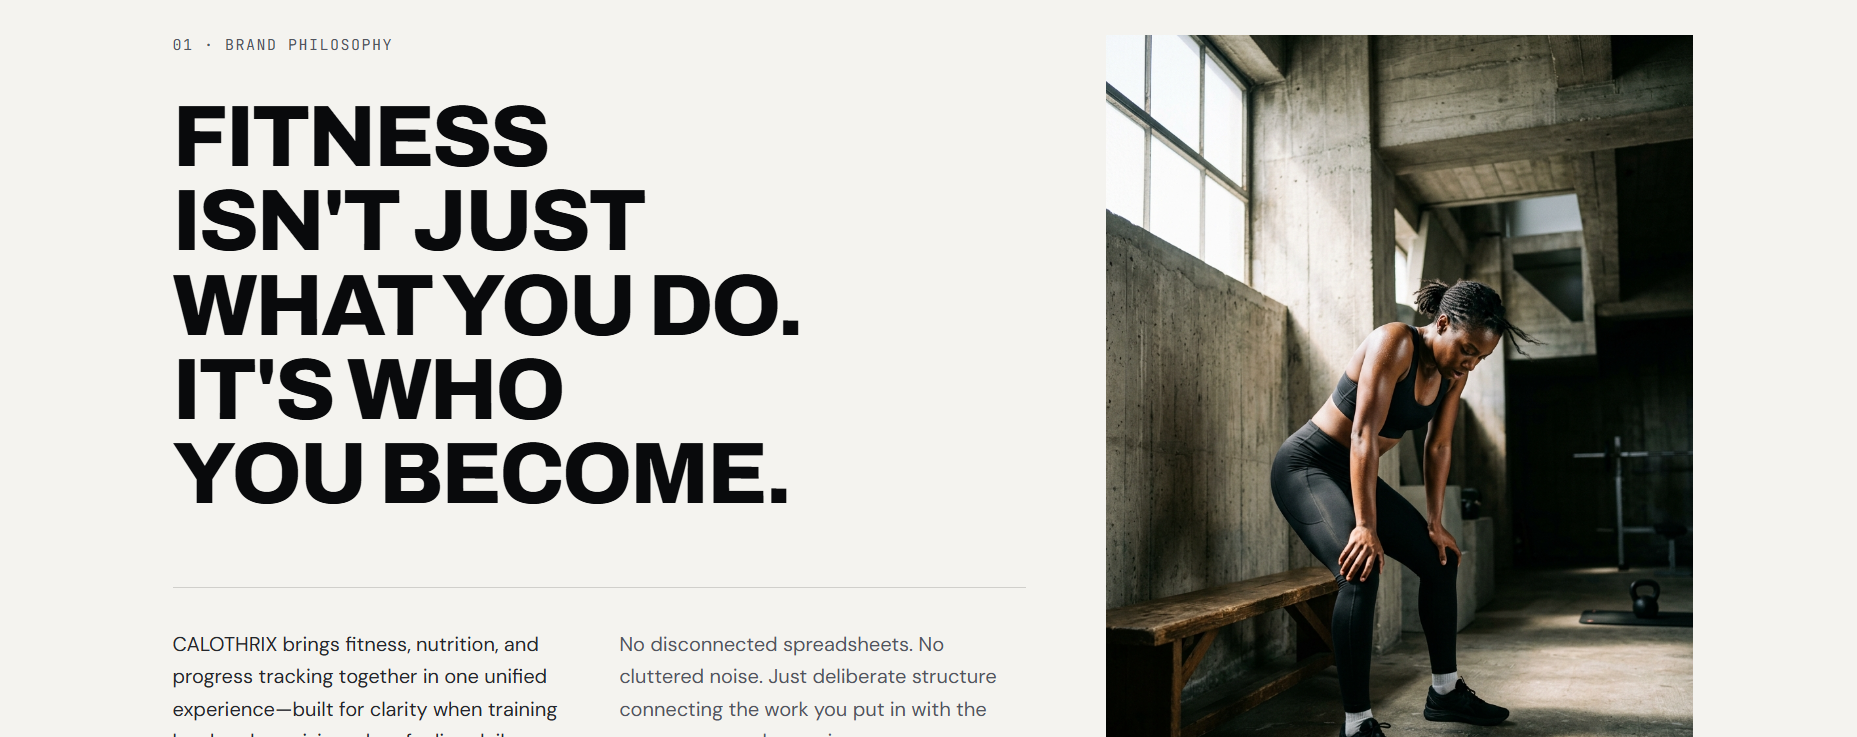 01 · BRAND PHILOSOPHY
FITNESS
ISN'T JUST
WHAT YOU DO.
IT'S WHO
YOU BECOME.
CALOTHRIX brings fitness, nutrition, and
progress tracking together in one unified
experience—built for clarity when training
No disconnected spreadsheets. No
cluttered noise. Just deliberate structure
connecting the work you put in with the